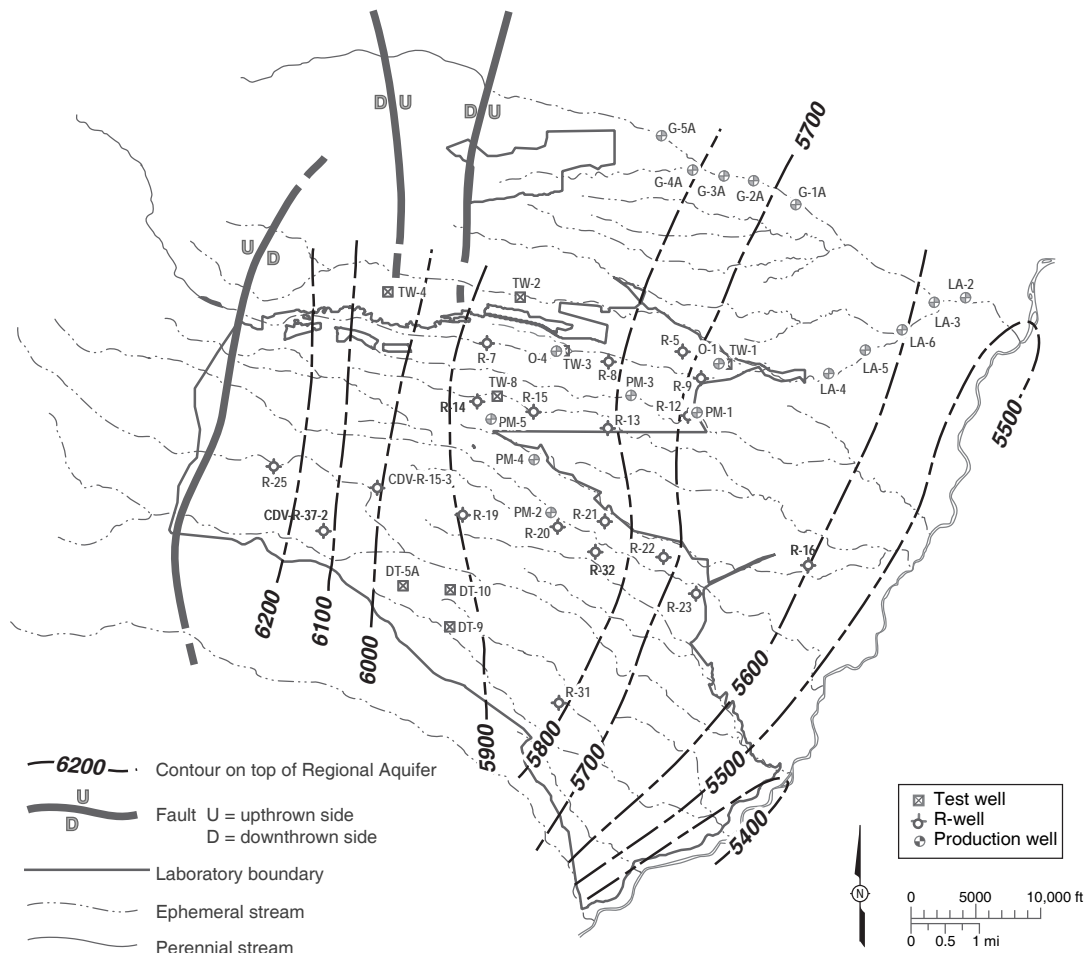 5700
D U
D U
G-5A
G-4A
G-3A
G-2A
G-1A
U
D
TW-4
TW-2
LA-2
LA-3
LA-6
R-7
O-4
TW-3
R-8
R-5
O-1
TW-1
LA-5
LA-4
R-9
TW-8
R-14
R-15
PM-3
R-12
PM-1
5500
PM-5
R-13
PM-4
R-25
CDV-R-15-3
CDV-R-37-2
R-19
PM-2
R-20
R-21
R-32
R-22
R-16
DT-5A
DT-10
R-23
DT-9
6200
6100
6000
R-31
5600
5900
5800
5700
5500
5400
6200 Contour on top of Regional Aquifer
U
D
Fault U = upthrown side
D = downthrown side
Laboratory boundary
Ephemeral stream
Perennial stream
Test well
R-well
Production well
N
0 5000 10,000 ft
0 0.5 1 mi